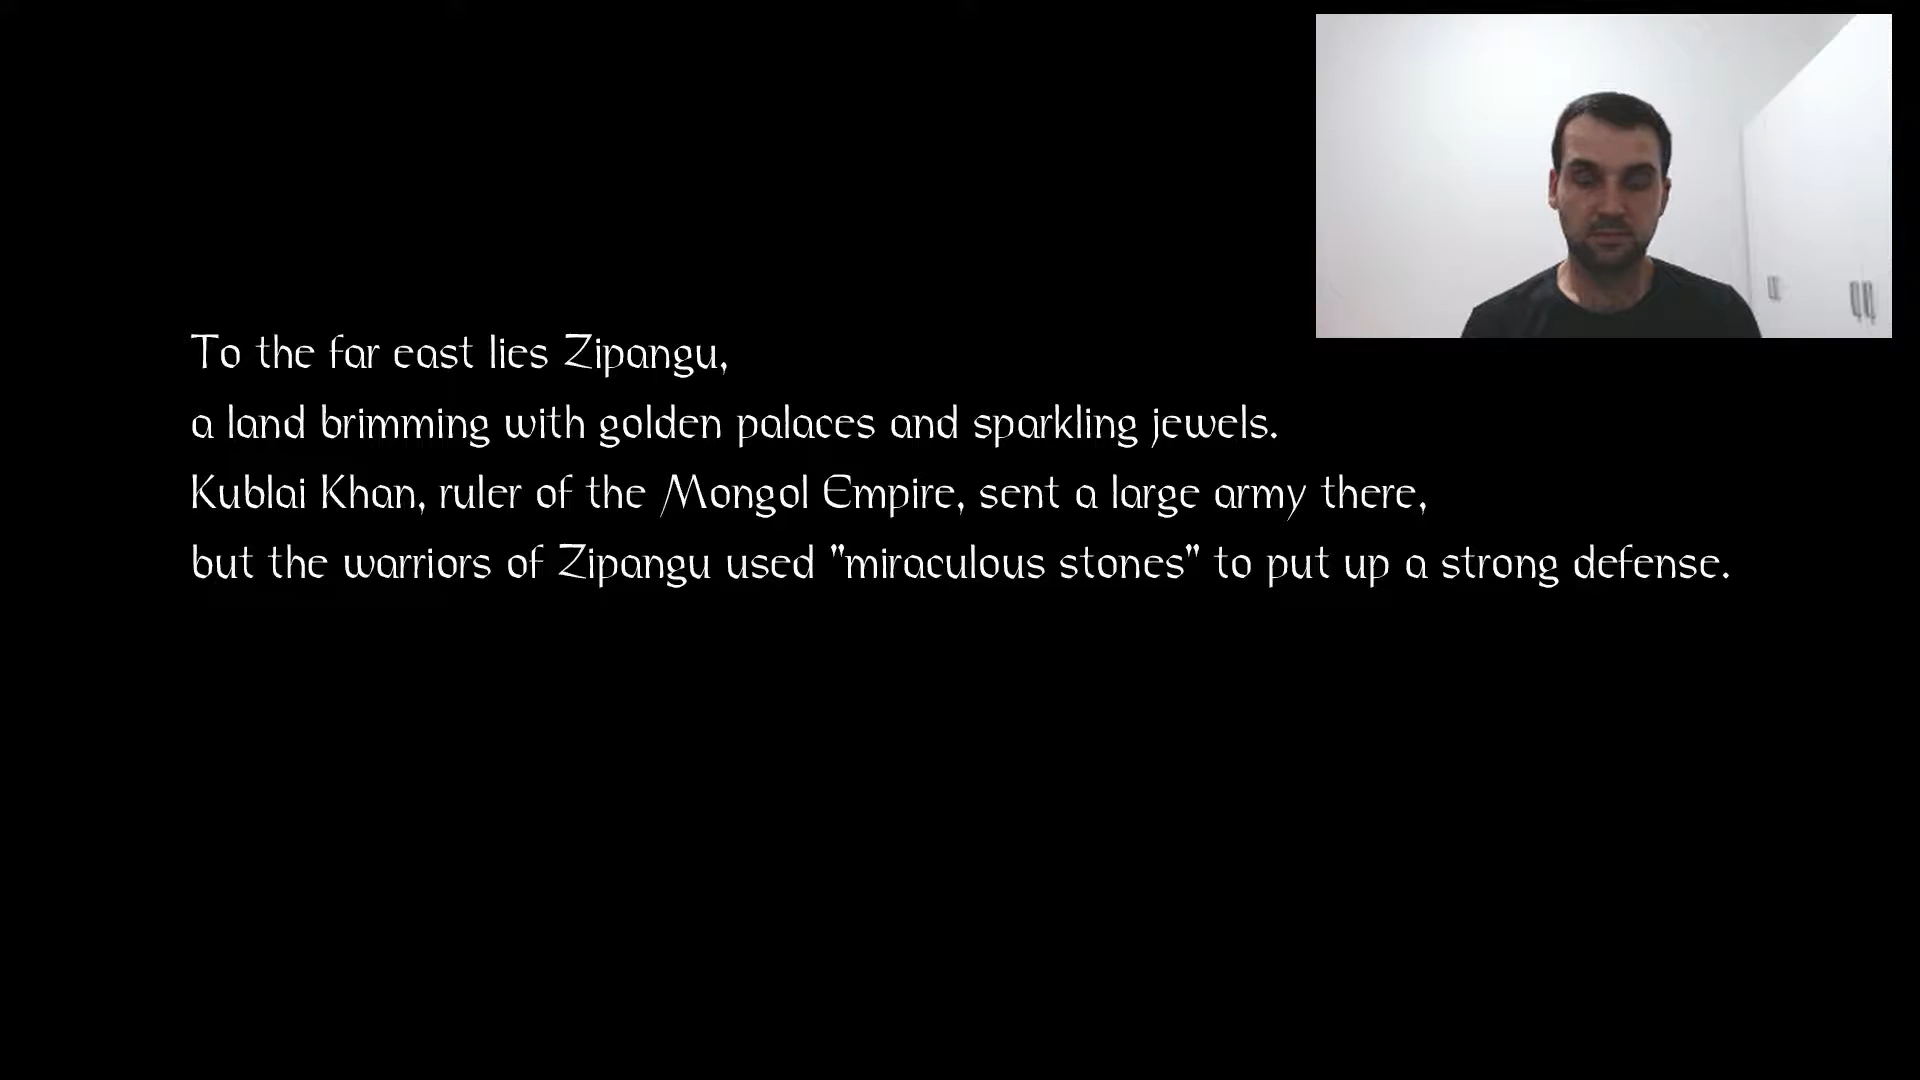 To the far east lies Zipangu,
a land brimming with golden palaces and sparkling jewels.
Kublai Khan, ruler of the Mongol Empire, sent a large army there,
but the warriors of Zipangu used "miraculous stones" to put up a strong defense.